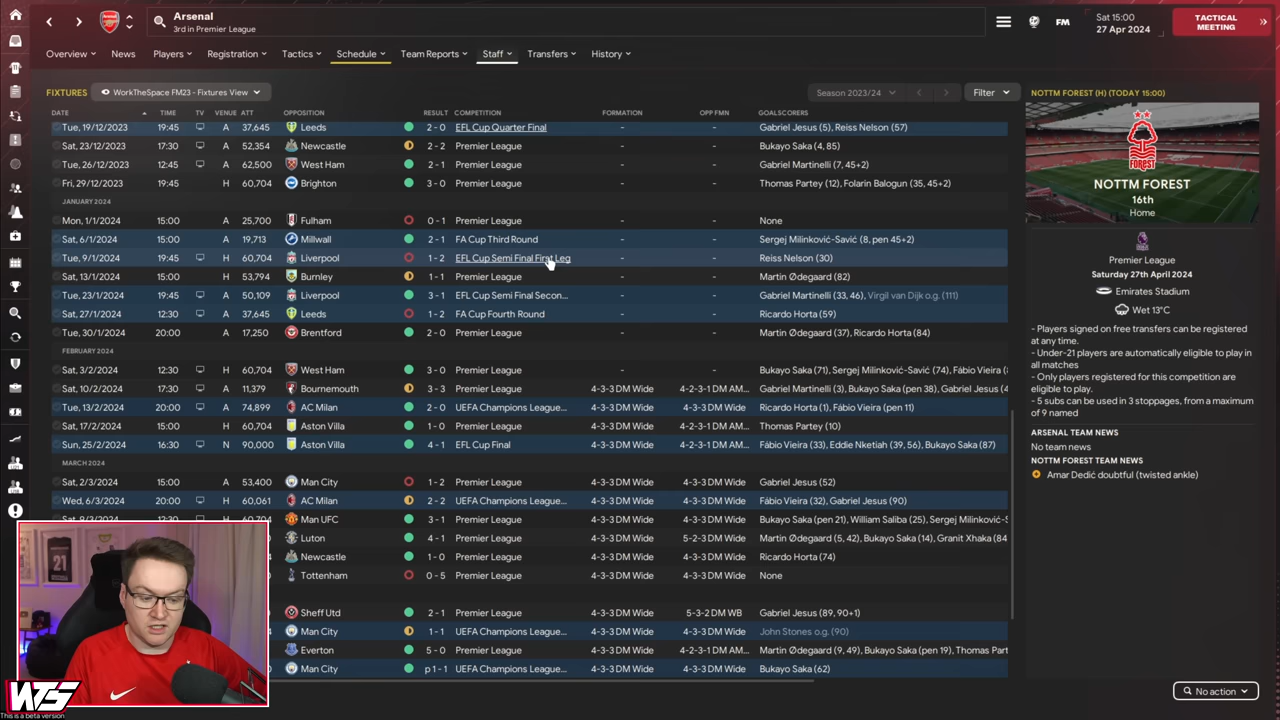 Arsenal
3rd in Premier League
FM
Sat 15:00
27 Apr 2024
TACTICAL MEETING
Overview News Players Registration Tactics Schedule Team Reports Staff Transfers History
FIXTURES WorkTheSpace FM23 - Fixtures View Season 2023/24 Filter
DATE TIME TV VENUE ATT OPPOSITION RESULT COMPETITION FORMATION OPP FMN GOALSCORERS
Tue, 19/12/2023 19:45 A 37,645 Leeds 2 - 0 EFL Cup Quarter Final - - Gabriel Jesus (5), Reiss Nelson (57)
Sat, 23/12/2023 17:30 A 52,354 Newcastle 2 - 2 Premier League - - Bukayo Saka (4, 85)
Tue, 26/12/2023 12:45 A 62,500 West Ham 2 - 1 Premier League - - Gabriel Martinelli (7, 45+2)
Fri, 29/12/2023 19:45 H 60,704 Brighton 3 - 0 Premier League - - Thomas Partey (12), Folarin Balogun (35, 45+2)
JANUARY 2024
Mon, 1/1/2024 15:00 A 25,700 Fulham 0 - 1 Premier League - - None
Sat, 6/1/2024 15:00 A 19,713 Millwall 2 - 1 FA Cup Third Round - - Sergej Milinković-Savić (8, pen 45+2)
Tue, 9/1/2024 19:45 H 60,704 Liverpool 1 - 2 EFL Cup Semi Final First Leg - - Reiss Nelson (30)
Sat, 13/1/2024 H 53,794 Burnley 1 - 1 Premier League - - Martin Ødegaard (82)
Tue, 23/1/2024 19:45 A 50,109 Liverpool 3 - 1 EFL Cup Semi Final Secon... - - Gabriel Martinelli (33, 46), Virgil van Dijk o.g. (111)
Sat, 27/1/2024 12:30 A 37,645 Leeds 1 - 2 FA Cup Fourth Round - - Ricardo Horta (59)
Tue, 30/1/2024 20:00 A 17,250 Brentford 2 - 0 Premier League - - Martin Ødegaard (37), Ricardo Horta (84)
FEBRUARY 2024
Sat, 3/2/2024 12:30 H 60,704 West Ham 3 - 0 Premier League - - Bukayo Saka (71), Sergej Milinković-Savić (74), Fábio Vieira (8
Sat, 10/2/2024 17:30 A 11,379 Bournemouth 3 - 3 Premier League 4-3-3 DM Wide 4-2-3-1 DM AM... Gabriel Martinelli (3), Bukayo Saka (pen 38), Gabriel Jesus (4
Tue, 13/2/2024 20:00 A 74,899 AC Milan 2 - 0 UEFA Champions League... 4-3-3 DM Wide 4-3-3 DM Wide Ricardo Horta (1), Fábio Vieira (pen 11)
Sat, 17/2/2024 15:00 H 60,704 Aston Villa 1 - 0 Premier League 4-3-3 DM Wide 4-2-3-1 DM AM... Thomas Partey (10)
Sun, 25/2/2024 16:30 N 90,000 Aston Villa 4 - 1 EFL Cup Final 4-3-3 DM Wide 4-2-3-1 DM AM... Fábio Vieira (33), Eddie Nketiah (39, 56), Bukayo Saka (87)
MARCH 2024
Sat, 2/3/2024 15:00 A 53,400 Man City 1 - 2 Premier League 4-3-3 DM Wide 4-3-3 DM Wide Gabriel Jesus (52)
Wed, 6/3/2024 20:00 H 60,061 AC Milan 2 - 2 UEFA Champions League... 4-3-3 DM Wide 4-3-3 DM Wide Fábio Vieira (32), Gabriel Jesus (90)
Sat, 9/3/2024 12:30 H 60,704 Man UFC 3 - 1 Premier League 4-3-3 DM Wide 4-3-3 DM Wide Bukayo Saka (pen 21), William Saliba (25), Sergej Milinković-S
Luton 4 - 1 Premier League 4-3-3 DM Wide 5-2-3 DM WB Martin Ødegaard (5, 42), Bukayo Saka (14), Granit Xhaka (84
Newcastle 1 - 0 Premier League 4-3-3 DM Wide 4-3-3 DM Wide Ricardo Horta (74)
Tottenham 0 - 5 Premier League 4-3-3 DM Wide 4-3-3 DM Wide None
Sheff Utd 2 - 1 Premier League 4-3-3 DM Wide 5-3-2 DM WB Gabriel Jesus (89, 90+1)
Man City 1 - 1 UEFA Champions League... 4-3-3 DM Wide 4-3-3 DM Wide John Stones o.g. (90)
Everton 5 - 0 Premier League 4-3-3 DM Wide 4-2-3-1 DM AM... Martin Ødegaard (9, 49), Bukayo Saka (pen 19), Thomas Part
Man City p 1 - 1 UEFA Champions League... 4-3-3 DM Wide 4-3-3 DM Wide Bukayo Saka (62)
NOTTM FOREST (H) (TODAY 15:00)
FOREST
NOTTM FOREST
16th
Home
Premier League
Saturday 27th April 2024
Emirates Stadium
Wet 13°C
- Players signed on free transfers can be registered
at any time.
- Under-21 players are automatically eligible to play in
all matches
- Only players registered for this competition are
eligible to play.
- 5 subs can be used in 3 stoppages, from a maximum
of 9 named
ARSENAL TEAM NEWS
No team news
NOTTM FOREST TEAM NEWS
Amar Dedić doubtful (twisted ankle)
No action
21
WTS
This is a beta version